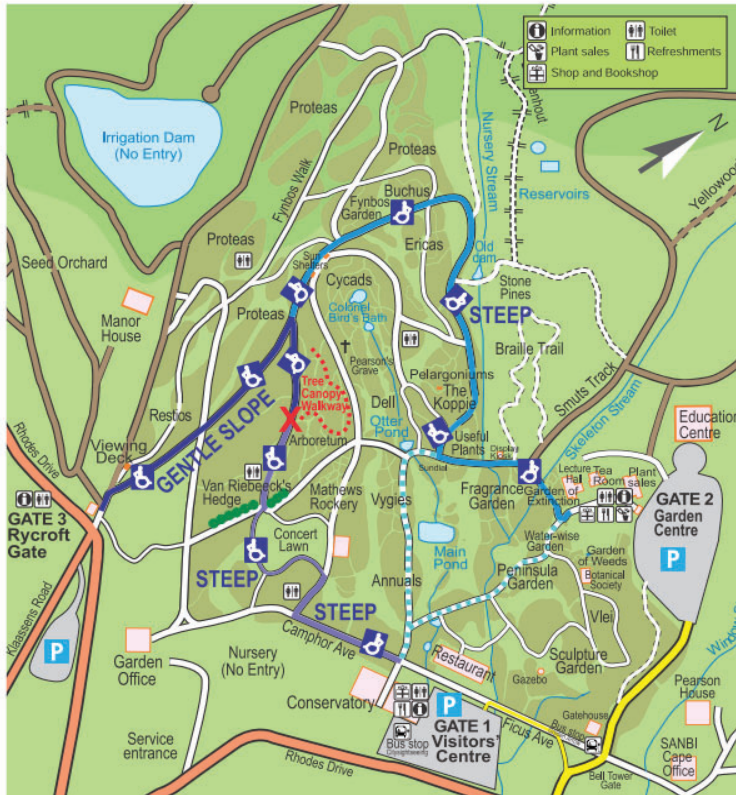 Information
Toilet
Plant sales
Refreshments
Shop and Bookshop
N
Irrigation Dam
(No Entry)
Proteas
Fynbos Walk
Proteas
Buchus
Fynbos
Garden
Nursery Stream
Reservoirs
Yellowwood
Proteas
Ericas
Sun
Shelters
Old
dam
Seed Orchard
Cycads
Stone
Pines
Manor
House
Proteas
Colonel
Bird's Bath
STEEP
Braille Trail
Pearson's
Grave
Smuts Track
Tree
Canopy
Walkway
Pelargoniums
The
Koppie
Dell
Restios
GENTLE SLOPE
X
Arboretum
Otter
Pond
Useful
Plants
Display
Kiosk
Skeleton Stream
Education
Centre
Rhodes Drive
Viewing
Deck
Sundial
Lecture
Hall
Tea
Room
Plant
sales
Van Riebeeck's
Hedge
Mathews
Rockery
Vygies
Fragrance
Garden
Garden of
Extinction
GATE 2
Garden
Centre
P
GATE 3
Rycroft
Gate
Concert
Lawn
Main
Pond
Water-wise
Garden
Garden
of Weeds
Botanical
Society
STEEP
Annuals
Peninsula
Garden
STEEP
Vlei
Klaassens Road
P
Camphor Ave
Sculpture
Garden
Garden
Office
Nursery
(No Entry)
Restaurant
Gazebo
Pearson
House
Conservatory
P
Gatehouse
GATE 1
Visitors'
Centre
Bus stop
Citysightseeing
Ficus Ave
Bus stop
Service
entrance
Rhodes Drive
Bell Tower
Gate
SANBI
Cape
Office